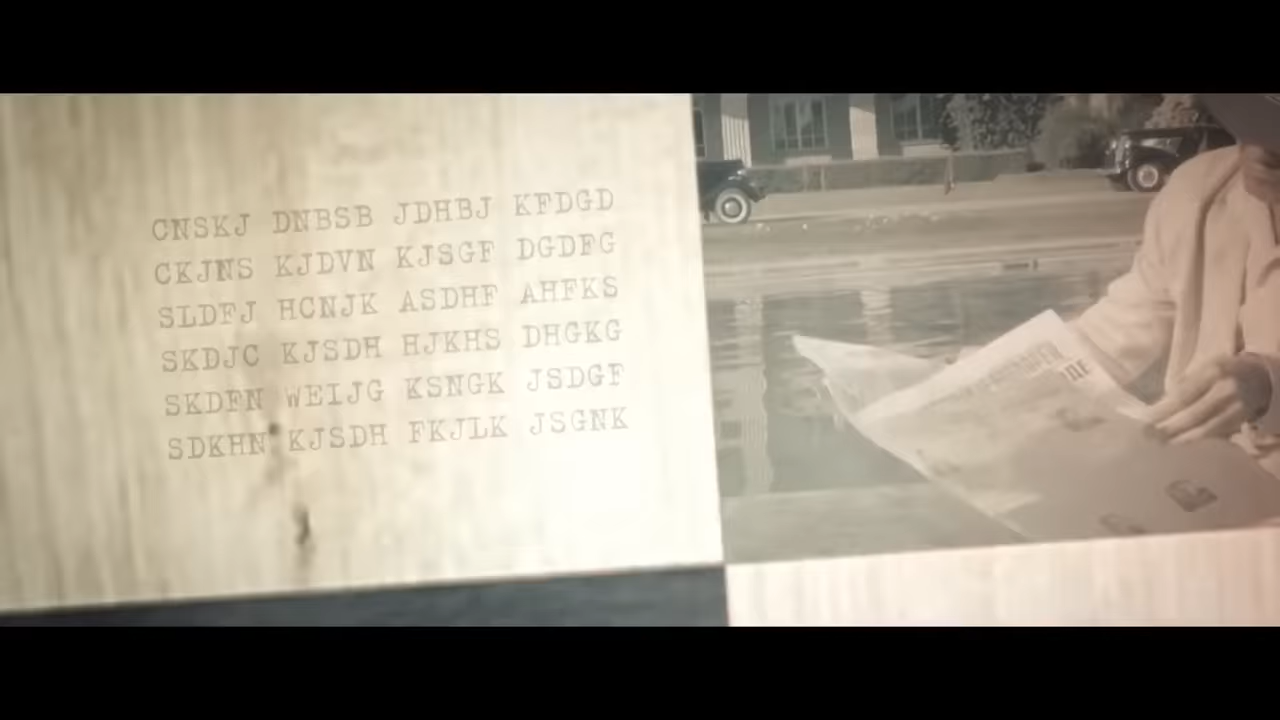 CNSKJ DNBSB JDHBJ KFDGD
CKJNS KJDVN KJSGF DGDFG
SLDFJ HCNJK ASDHF AHFKS
SKDJC KJSDH HJKHS DHGKG
SKDFN WEIJG KSNGK JSDGF
SDKHN KJSDH FKJLK JSGNK